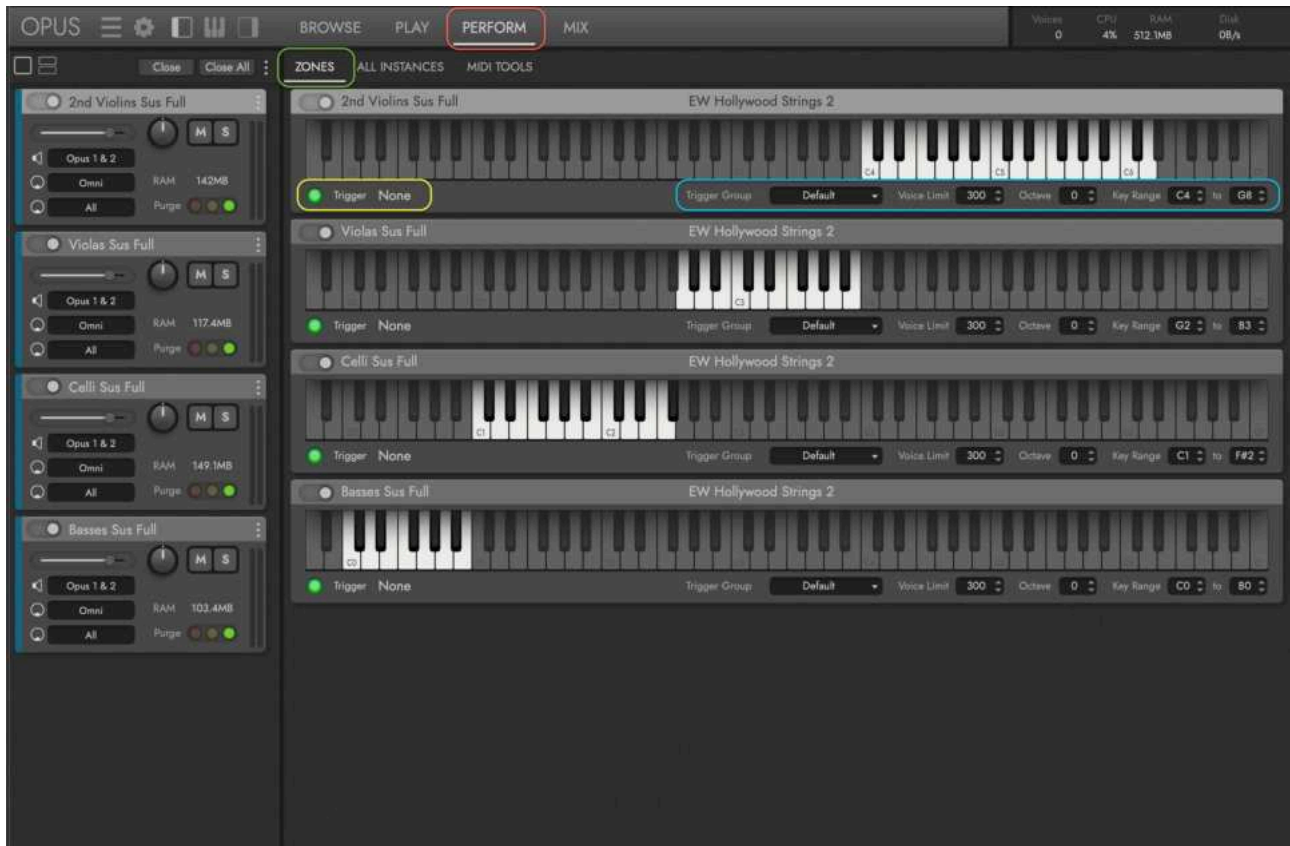 OPUS BROWSE PLAY PERFORM MIX Voices CPU RAM Disk
0 4% 512.1MB 0B/s
Close Close All ZONES ALL INSTANCES MIDI TOOLS
2nd Violins Sus Full
M S
Opus 1 & 2
Omni RAM 142MB
All Purge
Violas Sus Full
M S
Opus 1 & 2
Omni RAM 117.4MB
All Purge
Celli Sus Full
M S
Opus 1 & 2
Omni RAM 149.1MB
All Purge
Basses Sus Full
M S
Opus 1 & 2
Omni RAM 103.4MB
All Purge
2nd Violins Sus Full EW Hollywood Strings 2
C4 C5 C6
Trigger None Trigger Group Default Voice Limit 300 Octave 0 Key Range C4 to G8
Violas Sus Full EW Hollywood Strings 2
C3
Trigger None Trigger Group Default Voice Limit 300 Octave 0 Key Range G2 to B3
Celli Sus Full EW Hollywood Strings 2
C1 C2
Trigger None Trigger Group Default Voice Limit 300 Octave 0 Key Range C1 to F#2
Basses Sus Full EW Hollywood Strings 2
C0
Trigger None Trigger Group Default Voice Limit 300 Octave 0 Key Range C0 to B0